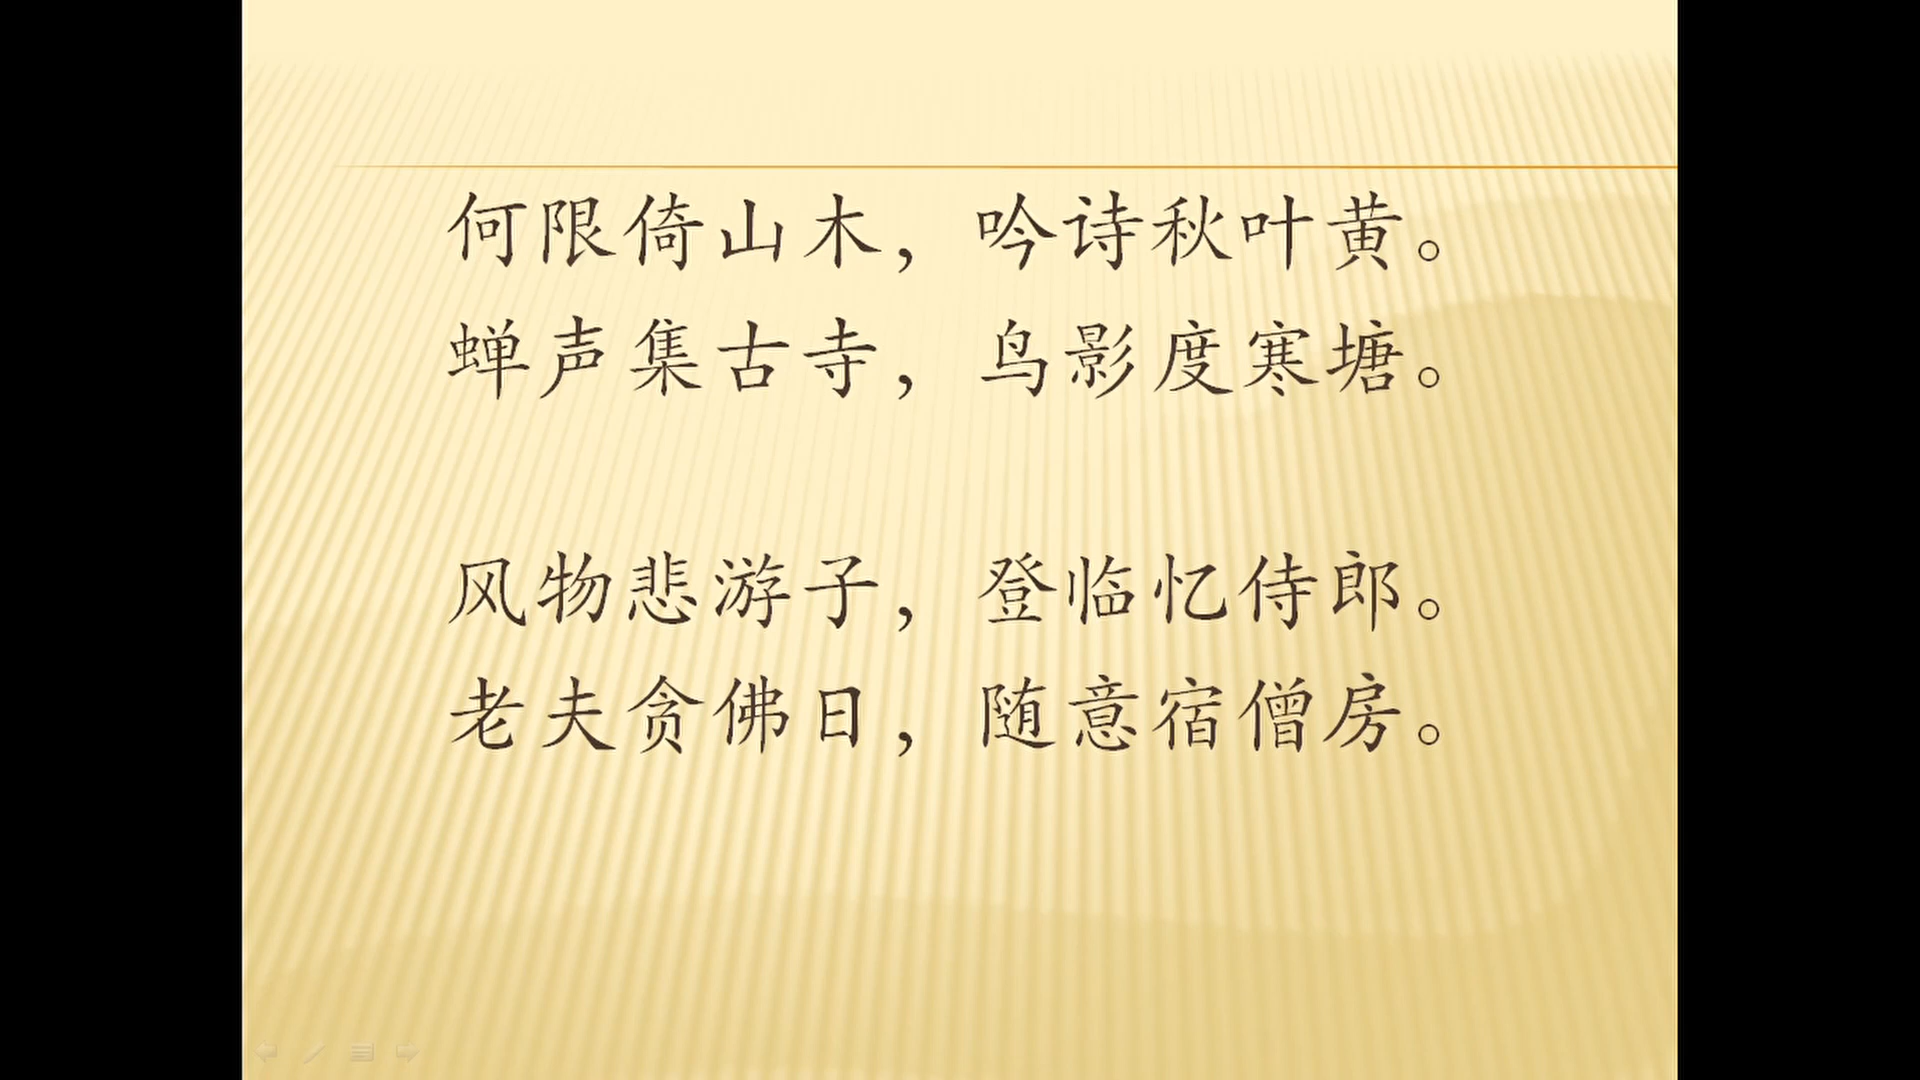 何限倚山木，吟诗秋叶黄。
蝉声集古寺，鸟影度寒塘。
风物悲游子，登临忆侍郎。
老夫贪佛日，随意宿僧房。